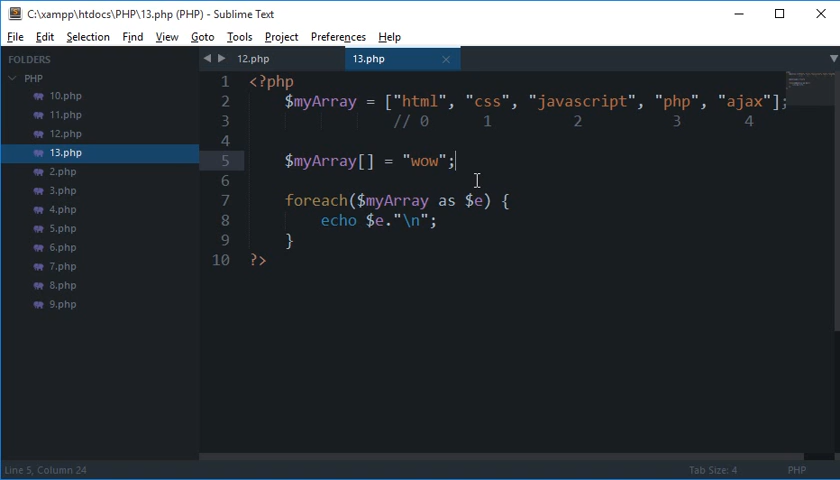 C:\xampp\htdocs\PHP\13.php (PHP) - Sublime Text
File Edit Selection Find View Goto Tools Project Preferences Help
FOLDERS
PHP
10.php
11.php
12.php
13.php
2.php
3.php
4.php
5.php
6.php
7.php
8.php
9.php
12.php 13.php
1 <?php
2 $myArray = ["html", "css", "javascript", "php", "ajax"];
3 // 0 1 2 3 4
4
5 $myArray[] = "wow";
6
7 foreach($myArray as $e) {
8 echo $e."\n";
9 }
10 ?>
Line 5, Column 24 Tab Size: 4 PHP